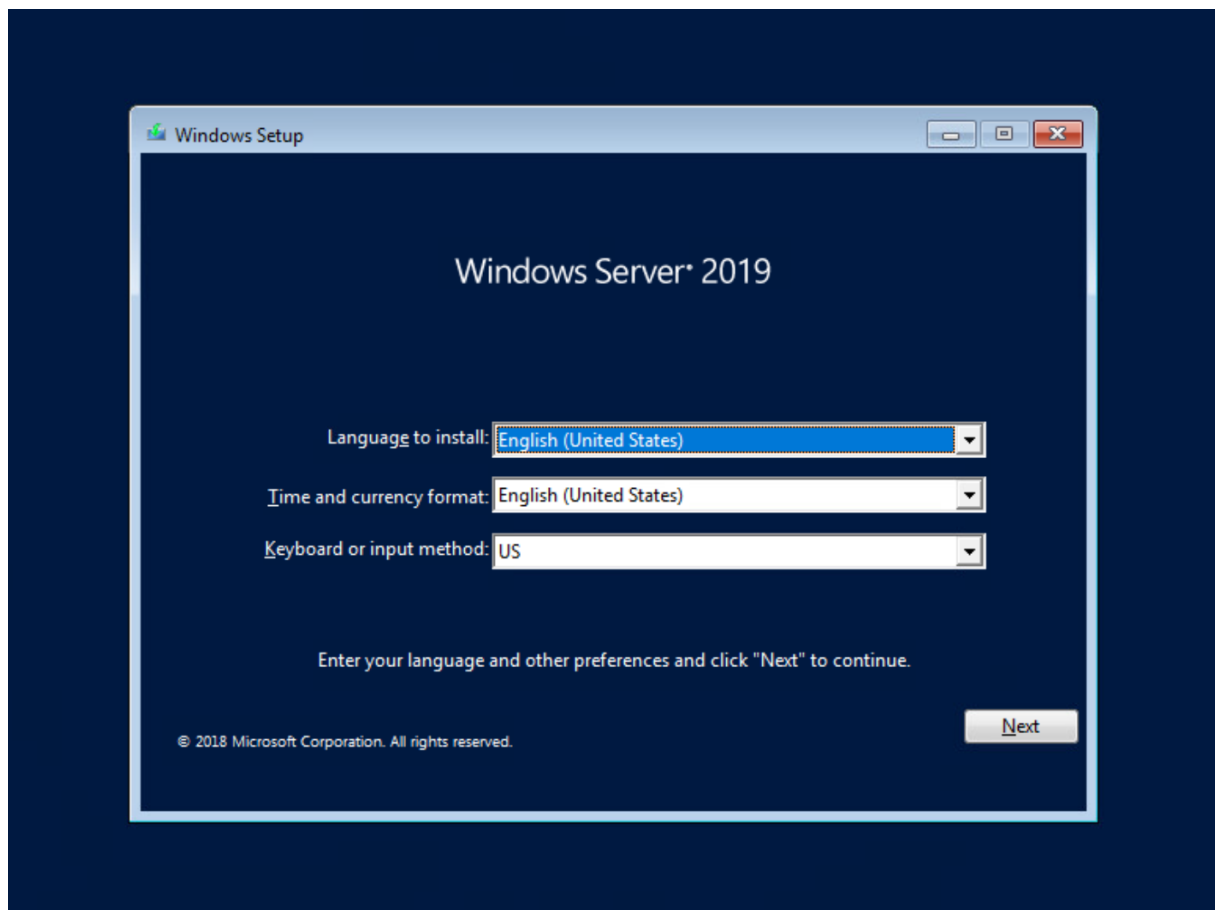 Windows Setup
Windows Server® 2019
Language to install: English (United States)
Time and currency format: English (United States)
Keyboard or input method: US
Enter your language and other preferences and click "Next" to continue.
Next
© 2018 Microsoft Corporation. All rights reserved.